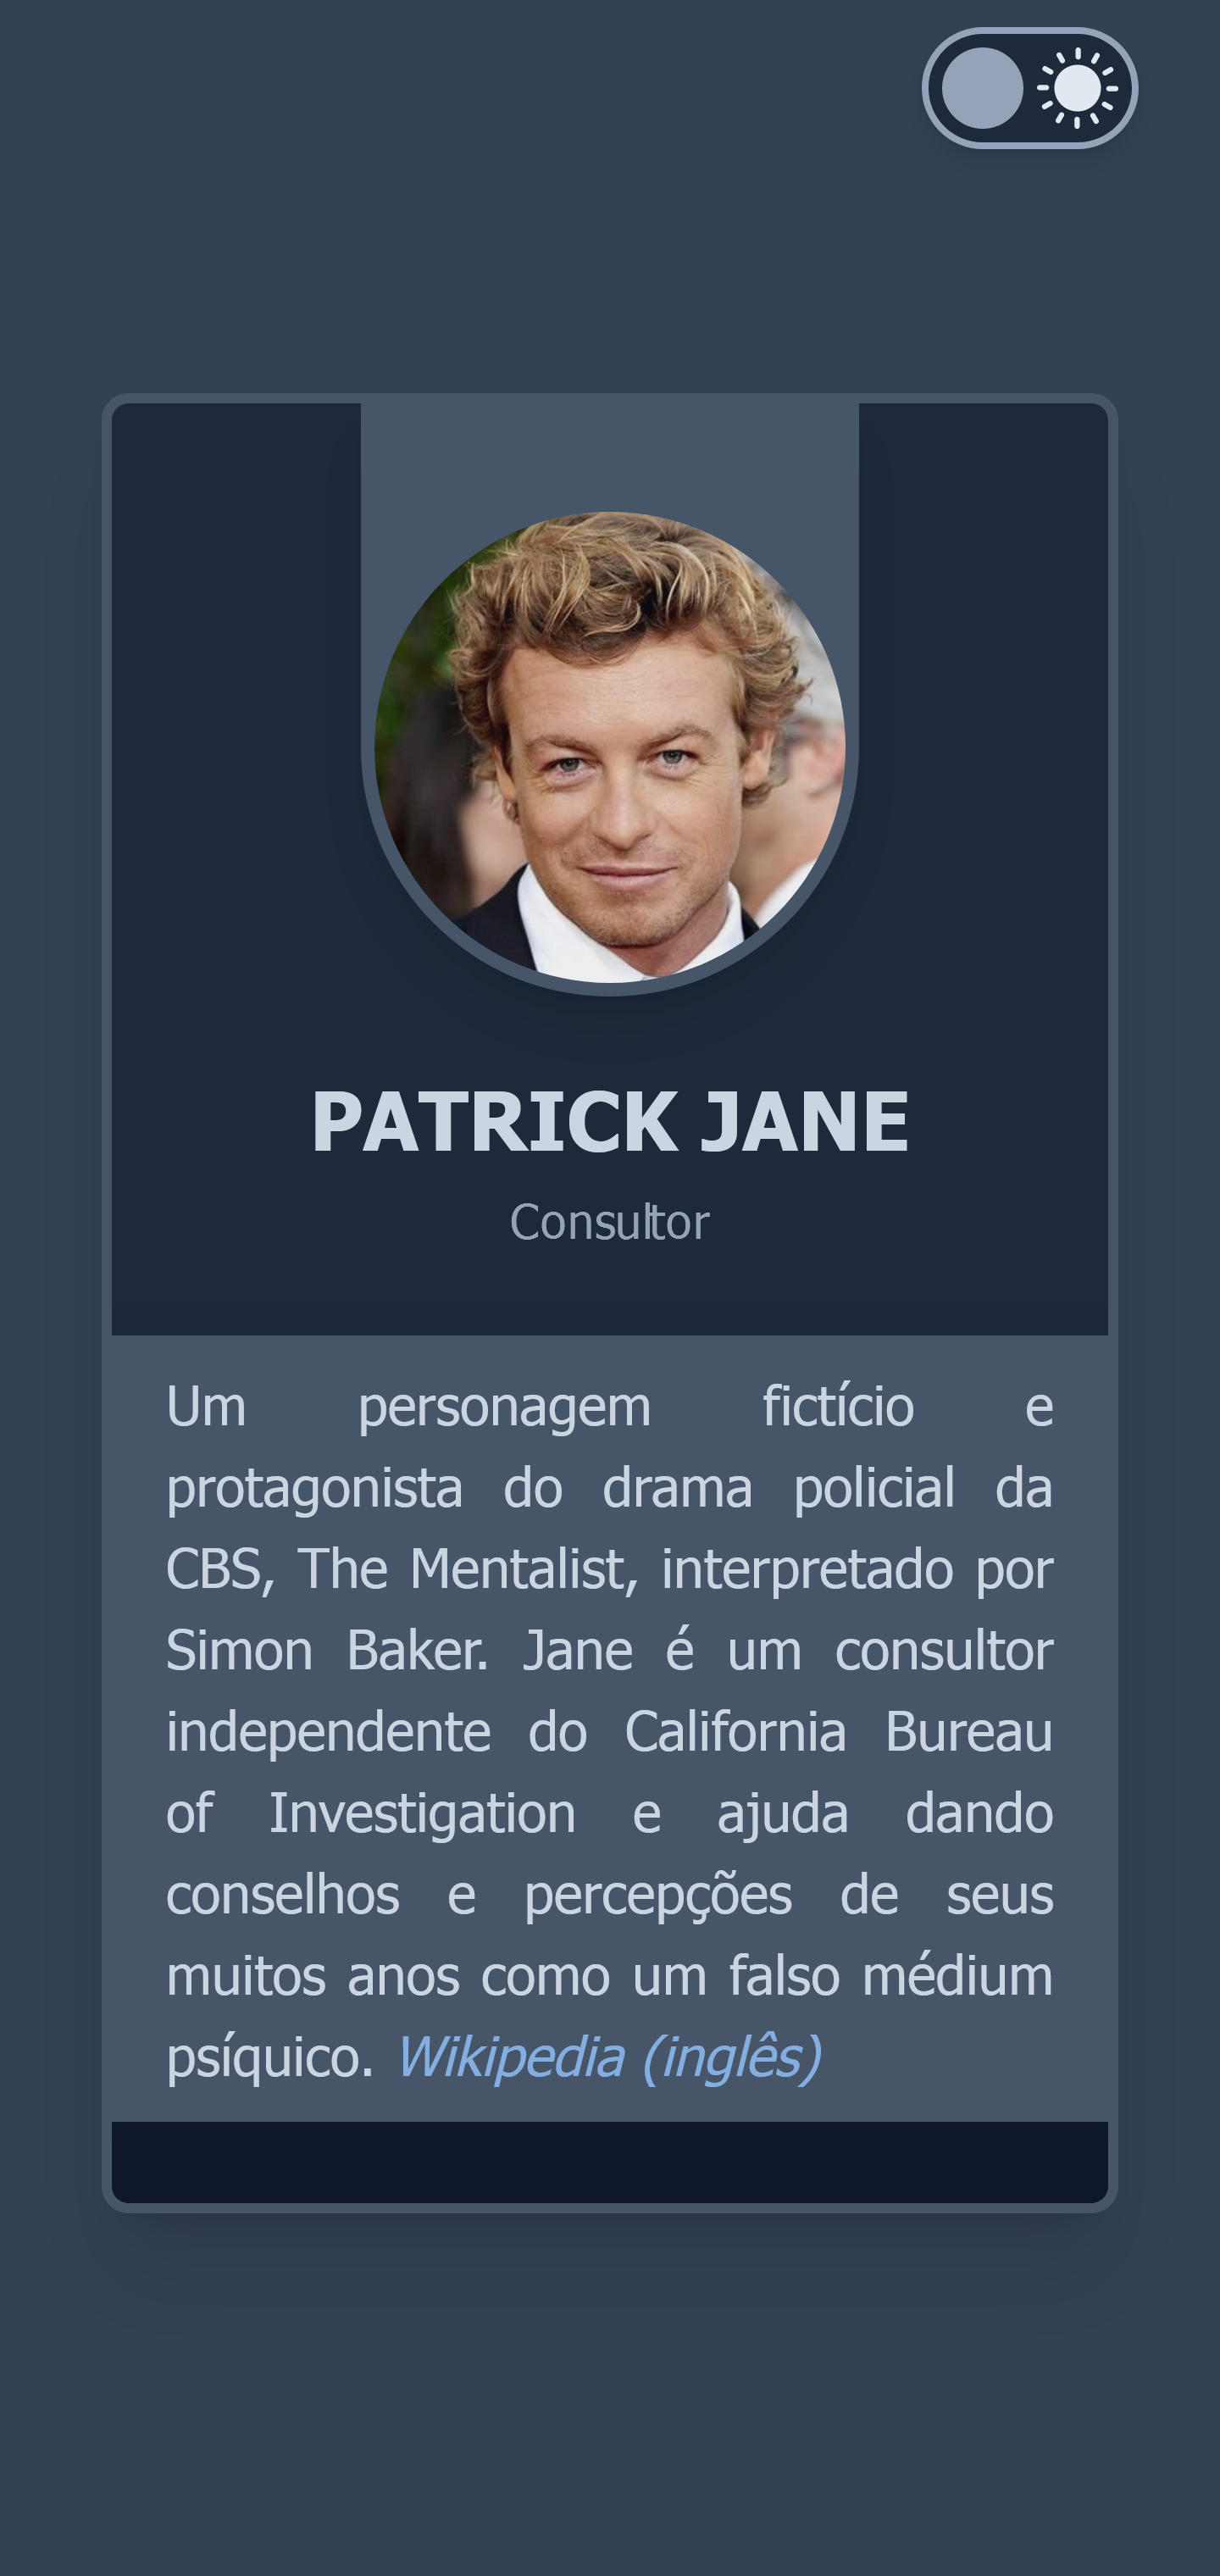 PATRICK JANE
Consultor
Um personagem fictício e
protagonista do drama policial da
CBS, The Mentalist, interpretado por
Simon Baker. Jane é um consultor
independente do California Bureau
of Investigation e ajuda dando
conselhos e percepções de seus
muitos anos como um falso médium
psíquico. Wikipedia (inglês)